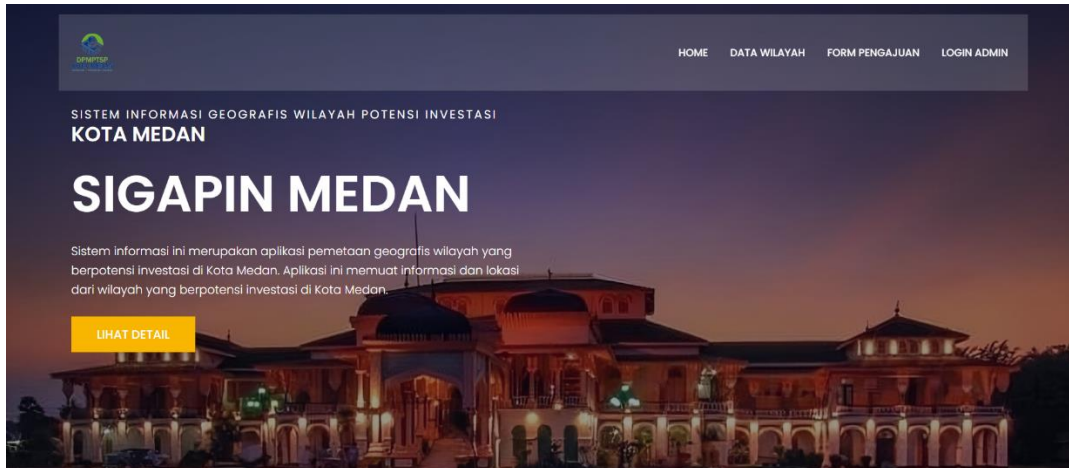 DPMPTSP
HOME DATA WILAYAH FORM PENGAJUAN LOGIN ADMIN
SISTEM INFORMASI GEOGRAFIS WILAYAH POTENSI INVESTASI
KOTA MEDAN
SIGAPIN MEDAN
Sistem informasi ini merupakan aplikasi pemetaan geografis wilayah yang
berpotensi investasi di Kota Medan. Aplikasi ini memuat informasi dan lokasi
dari wilayah yang berpotensi investasi di Kota Medan.
LIHAT DETAIL